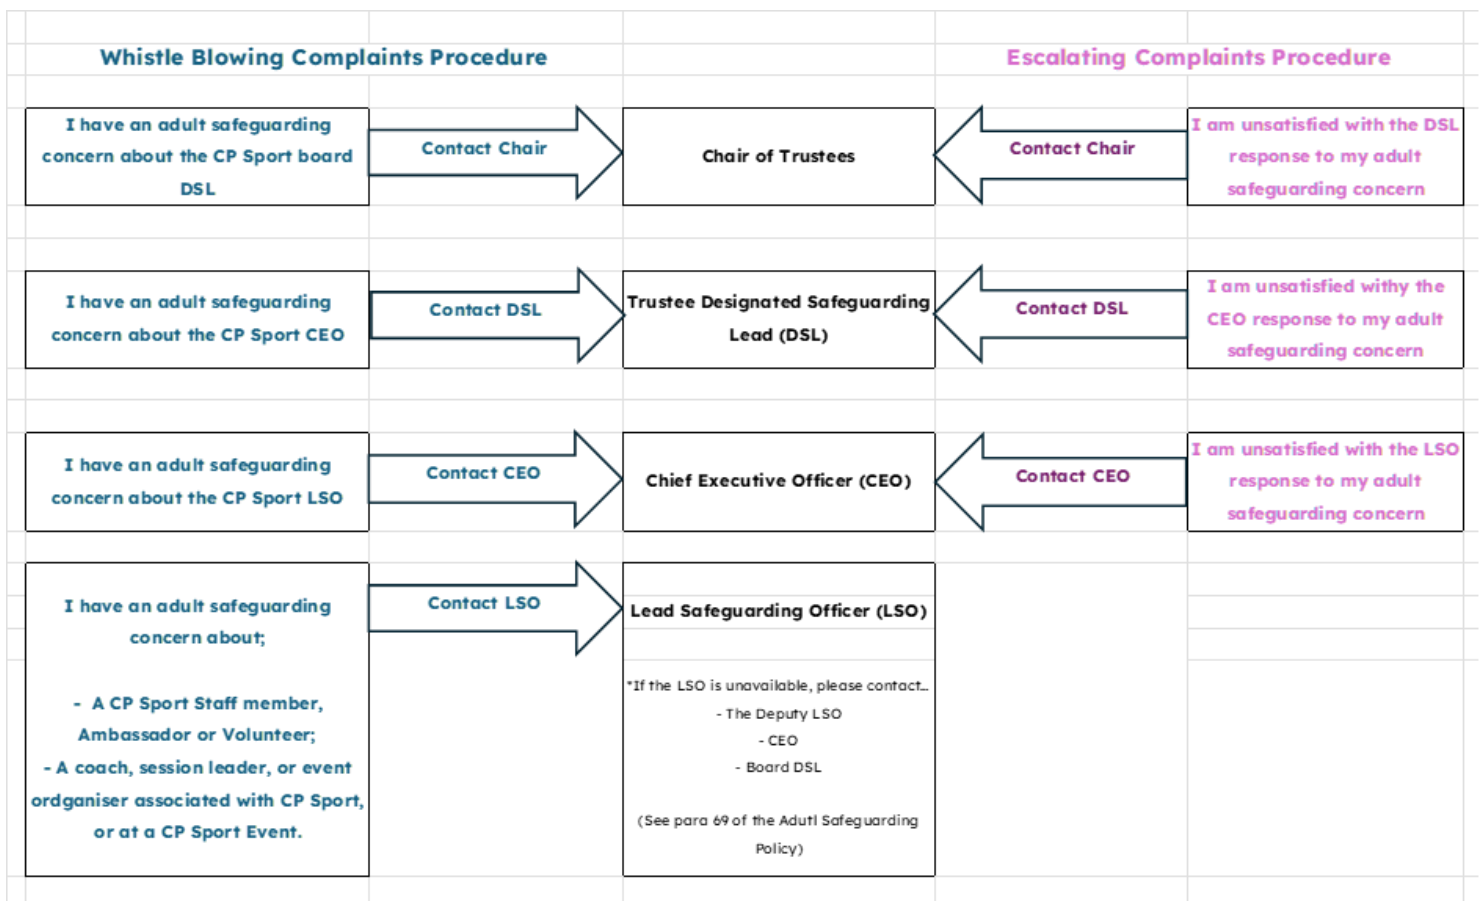 Whistle Blowing Complaints Procedure
Escalating Complaints Procedure
I have an adult safeguarding
concern about the CP Sport board
DSL
Contact Chair
Chair of Trustees
Contact Chair
I am unsatisfied with the DSL
response to my adult
safeguarding concern
I have an adult safeguarding
concern about the CP Sport CEO
Contact DSL
Trustee Designated Safeguarding
Lead (DSL)
Contact DSL
I am unsatisfied withy the
CEO response to my adult
safeguarding concern
I have an adult safeguarding
concern about the CP Sport LSO
Contact CEO
Chief Executive Officer (CEO)
Contact CEO
I am unsatisfied with the LSO
response to my adult
safeguarding concern
I have an adult safeguarding
concern about;
- A CP Sport Staff member,
Ambassador or Volunteer;
- A coach, session leader, or event
ordganiser associated with CP Sport,
or at a CP Sport Event.
Contact LSO
Lead Safeguarding Officer (LSO)
*If the LSO is unavailable, please contact...
- The Deputy LSO
- CEO
- Board DSL
(See para 69 of the Adutl Safeguarding
Policy)